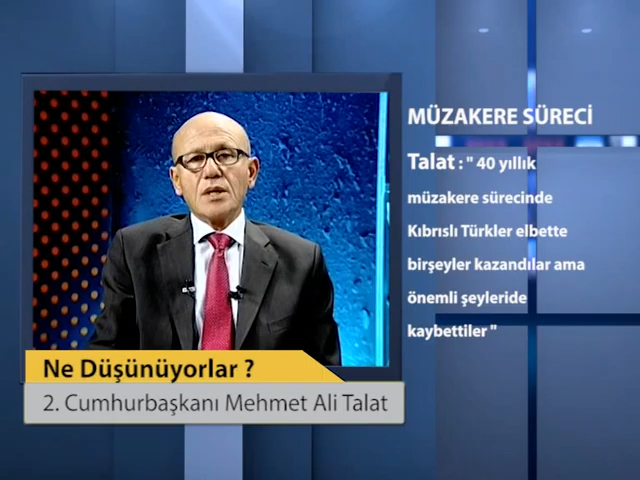 MÜZAKERE SÜRECİ
Talat : " 40 yıllık
müzakere sürecinde
Kıbrıslı Türkler elbette
birşeyler kazandılar ama
önemli şeyleride
kaybettiler "
Ne Düşünüyorlar ?
2. Cumhurbaşkanı Mehmet Ali Talat